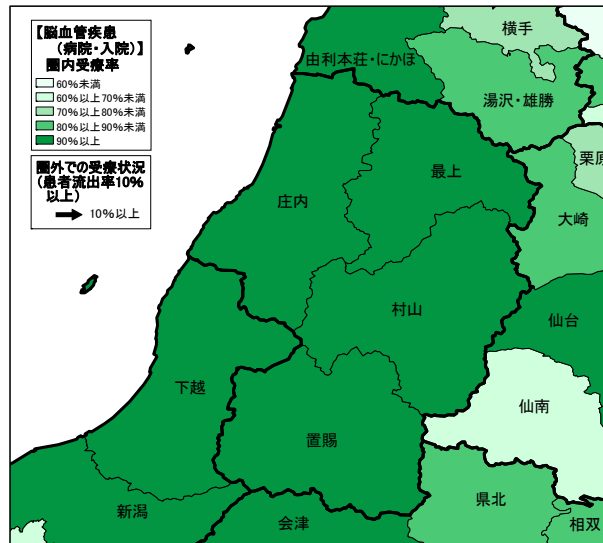 【脳血管疾患
(病院・入院)】
圏内受療率
60%未満
60%以上70%未満
70%以上80%未満
80%以上90%未満
90%以上
圏外での受療状況
(患者流出率10%
以上)
10%以上
横手
由利本荘・にかほ
湯沢・雄勝
栗原
最上
庄内
大崎
村山
仙台
下越
仙南
置賜
県北
新潟
会津
相双